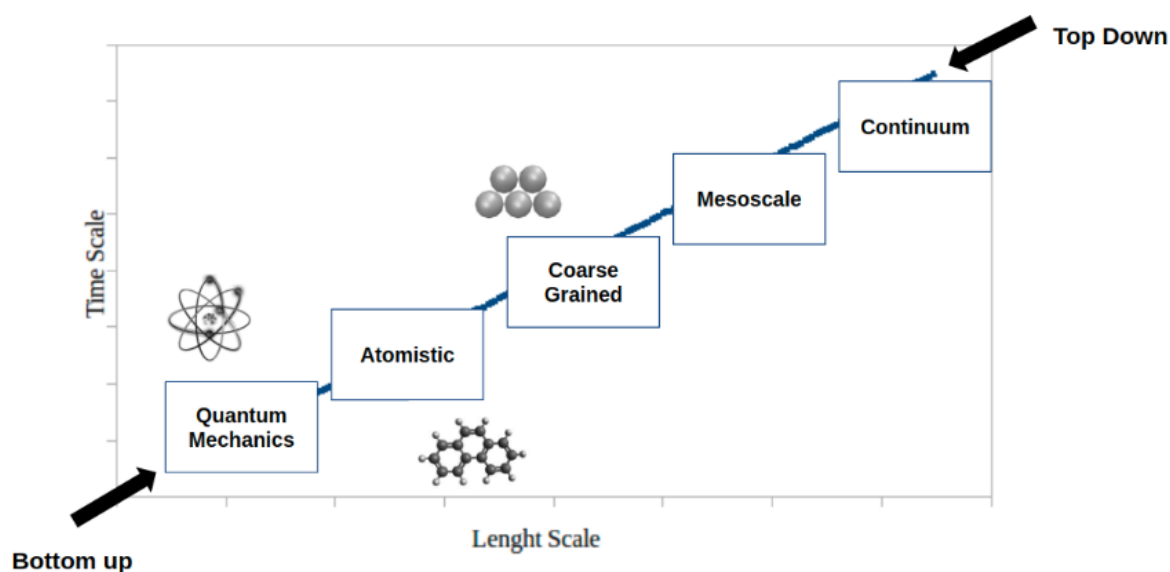 Top Down
Continuum
Mesoscale
Time Scale
Coarse
Grained
Atomistic
Quantum
Mechanics
Lenght Scale
Bottom up